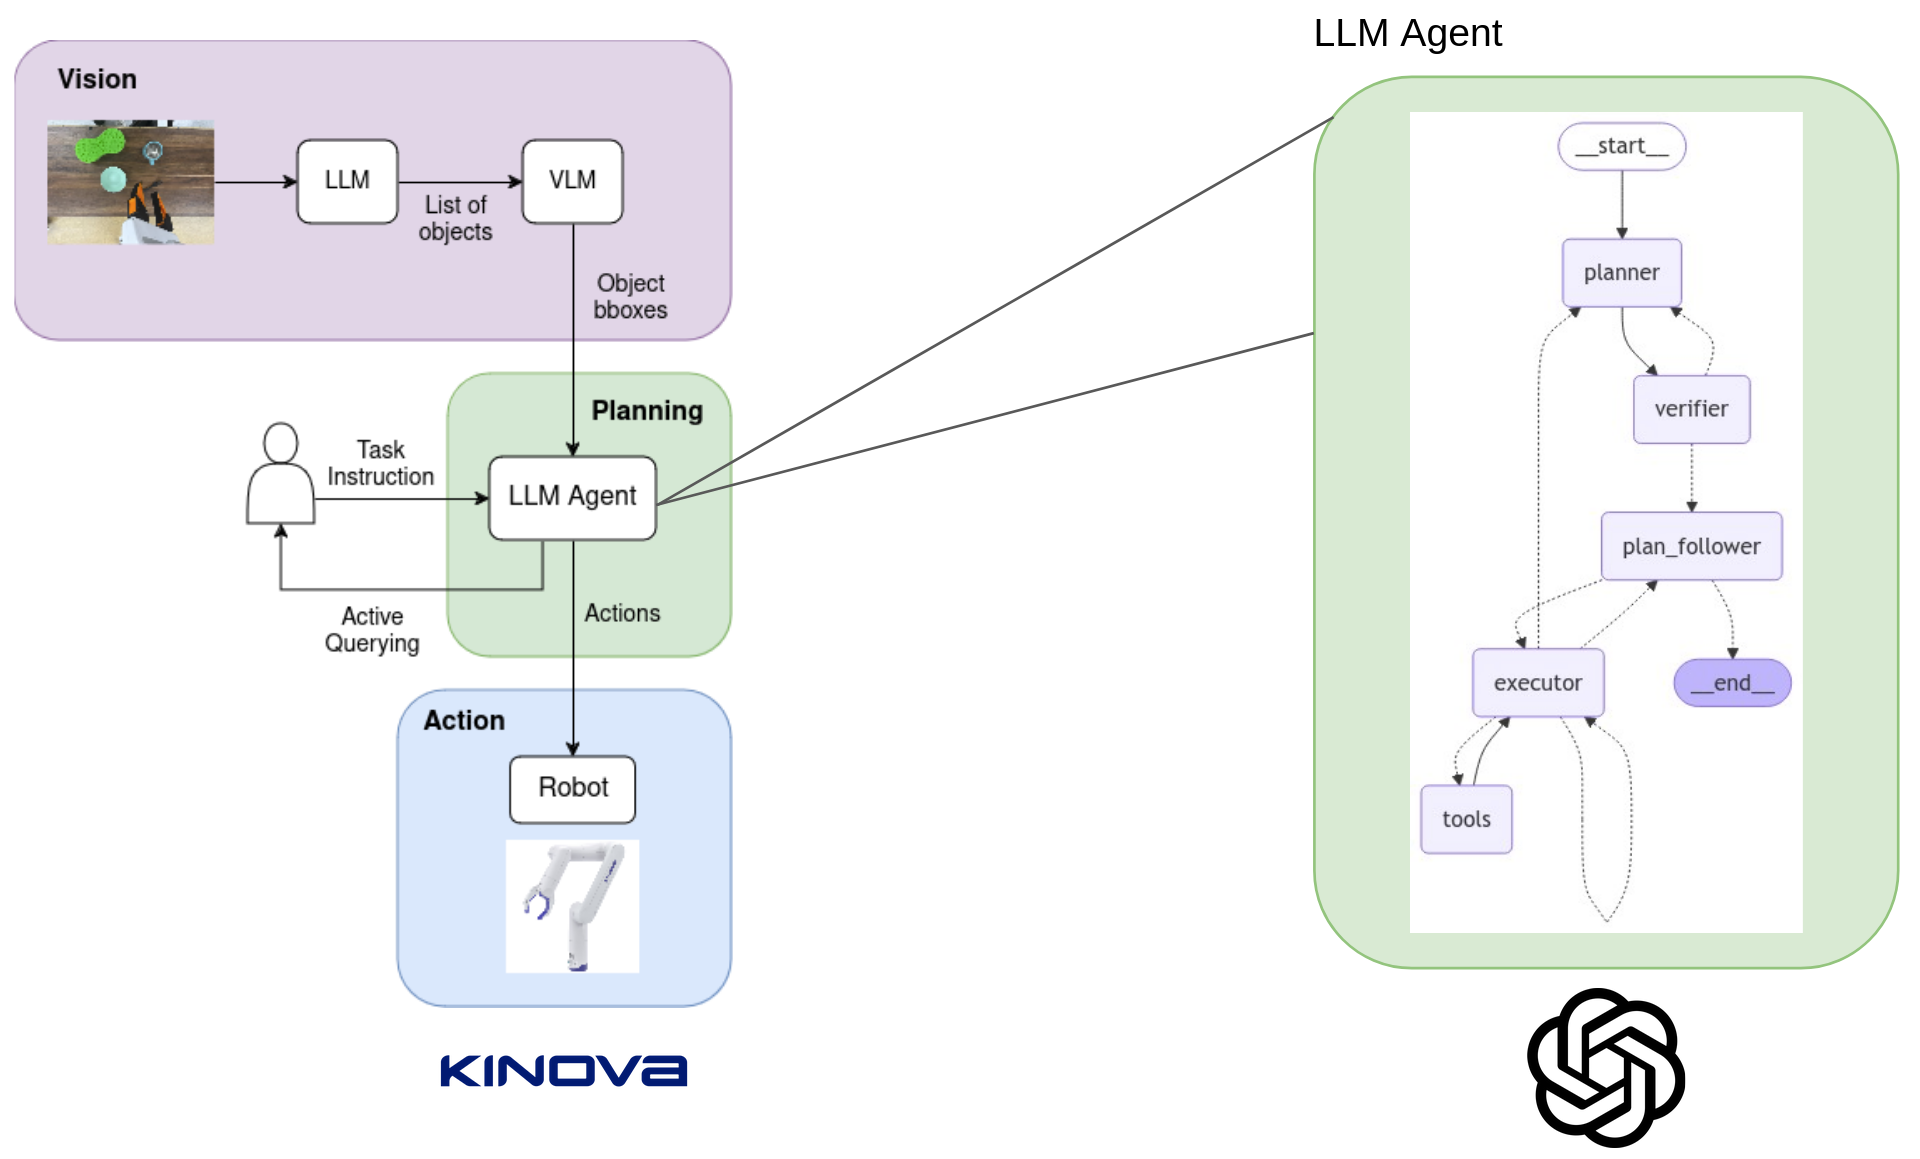 LLM Agent
Vision
LLM
List of
objects
VLM
Object
bboxes
Planning
Task
Instruction
LLM Agent
Active
Querying
Actions
Action
Robot
KINOVA
__start__
planner
verifier
plan_follower
executor
__end__
tools